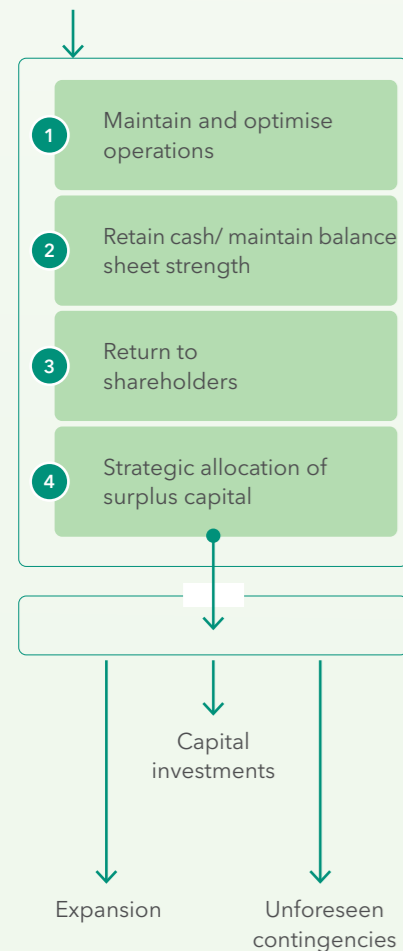 1
Maintain and optimise
operations
2
Retain cash/ maintain balance
sheet strength
3
Return to
shareholders
4
Strategic allocation of
surplus capital
Capital
investments
Expansion
Unforeseen
contingencies